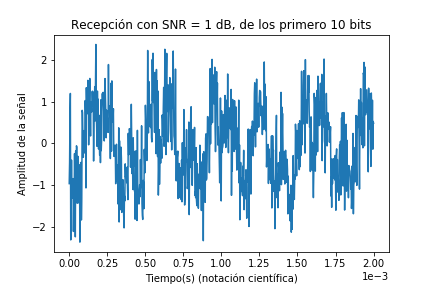 Recepción con SNR = 1 dB, de los primero 10 bits
Amplitud de la señal
2
1
0
−1
−2
0.00 0.25 0.50 0.75 1.00 1.25 1.50 1.75 2.00
1e−3
Tiempo(s) (notación científica)